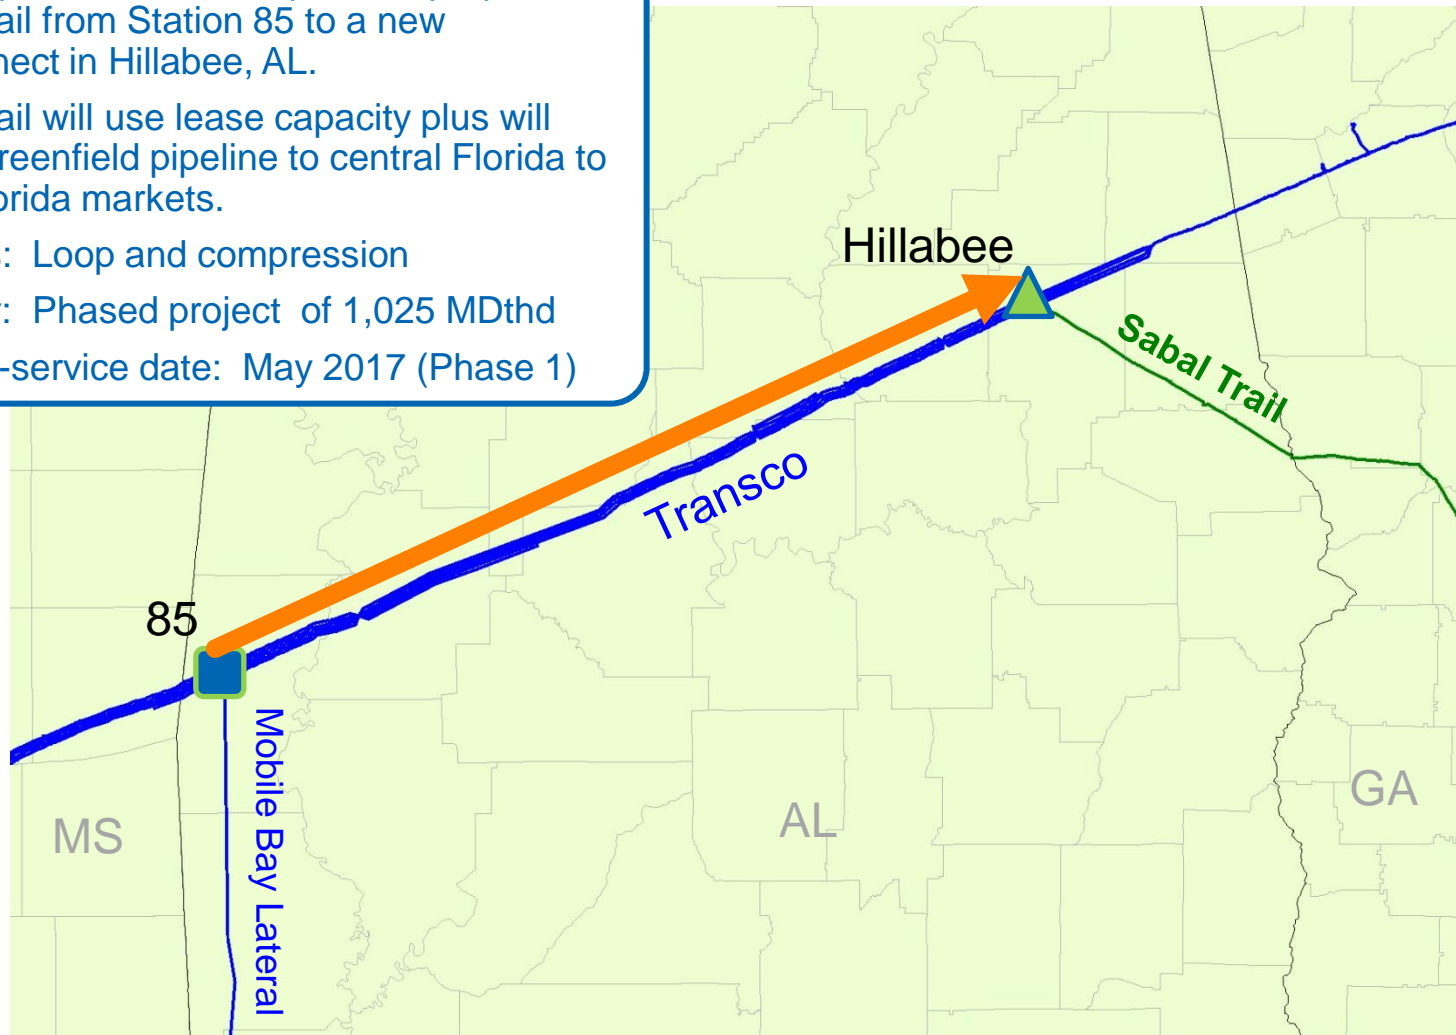 ail from Station 85 to a new
nect in Hillabee, AL.
ail will use lease capacity plus will
reenfield pipeline to central Florida to
orida markets.
: Loop and compression
: Phased project of 1,025 MDthd
-service date: May 2017 (Phase 1)
Hillabee
Sabal Trail
Transco
85
Mobile Bay Lateral
MS
AL
GA